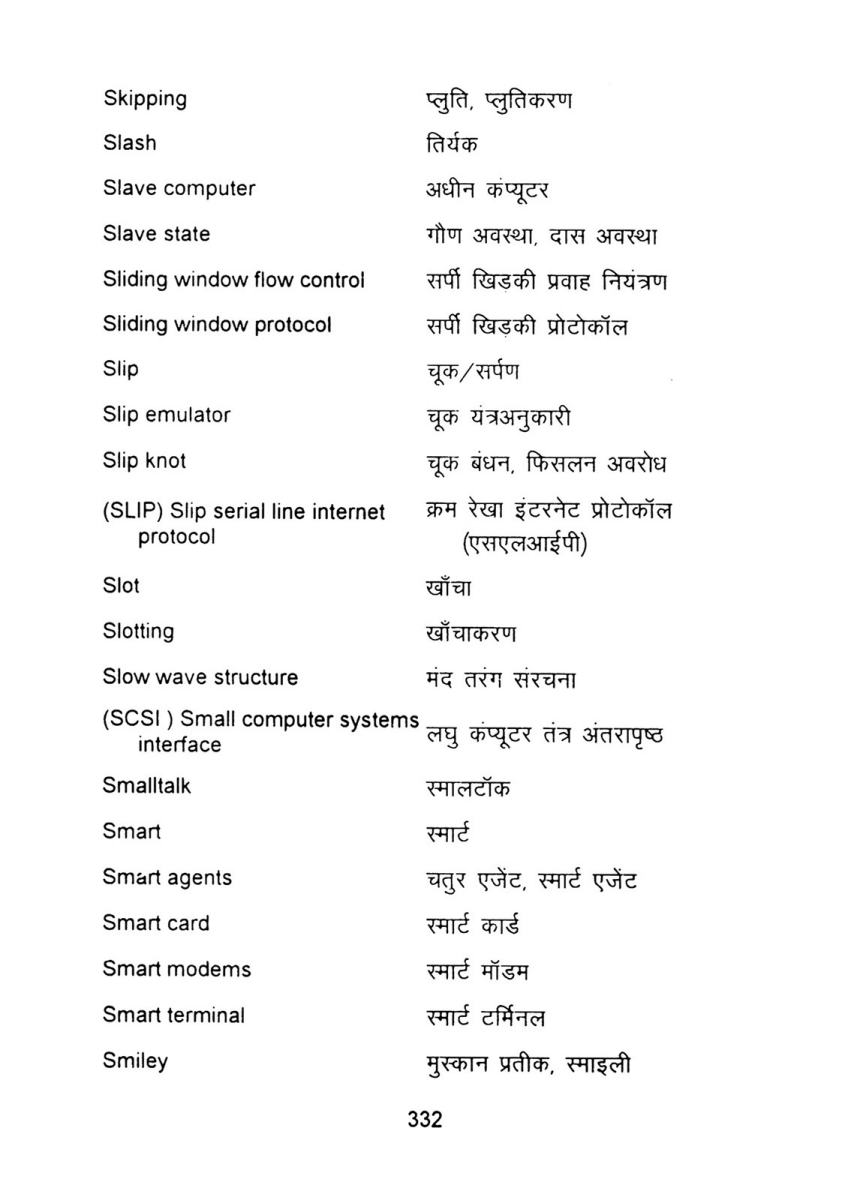 Skipping प्लुति, प्लुतिकरण
Slash तिर्यक
Slave computer अधीन कंप्यूटर
Slave state गौण अवस्था, दास अवस्था
Sliding window flow control सर्पी खिड़की प्रवाह नियंत्रण
Sliding window protocol सर्पी खिड़की प्रोटोकॉल
Slip चूक/सर्पण
Slip emulator चूक यंत्रअनुकारी
Slip knot चूक बंधन, फिसलन अवरोध
(SLIP) Slip serial line internet क्रम रेखा इंटरनेट प्रोटोकॉल
protocol (एसएलआईपी)
Slot खाँचा
Slotting खाँचाकरण
Slow wave structure मंद तरंग संरचना
(SCSI ) Small computer systems लघु कंप्यूटर तंत्र अंतरापृष्ठ
interface
Smalltalk स्मालटॉक
Smart स्मार्ट
Smart agents चतुर एजेंट, स्मार्ट एजेंट
Smart card स्मार्ट कार्ड
Smart modems स्मार्ट मॉडम
Smart terminal स्मार्ट टर्मिनल
Smiley मुस्कान प्रतीक, स्माइली
332